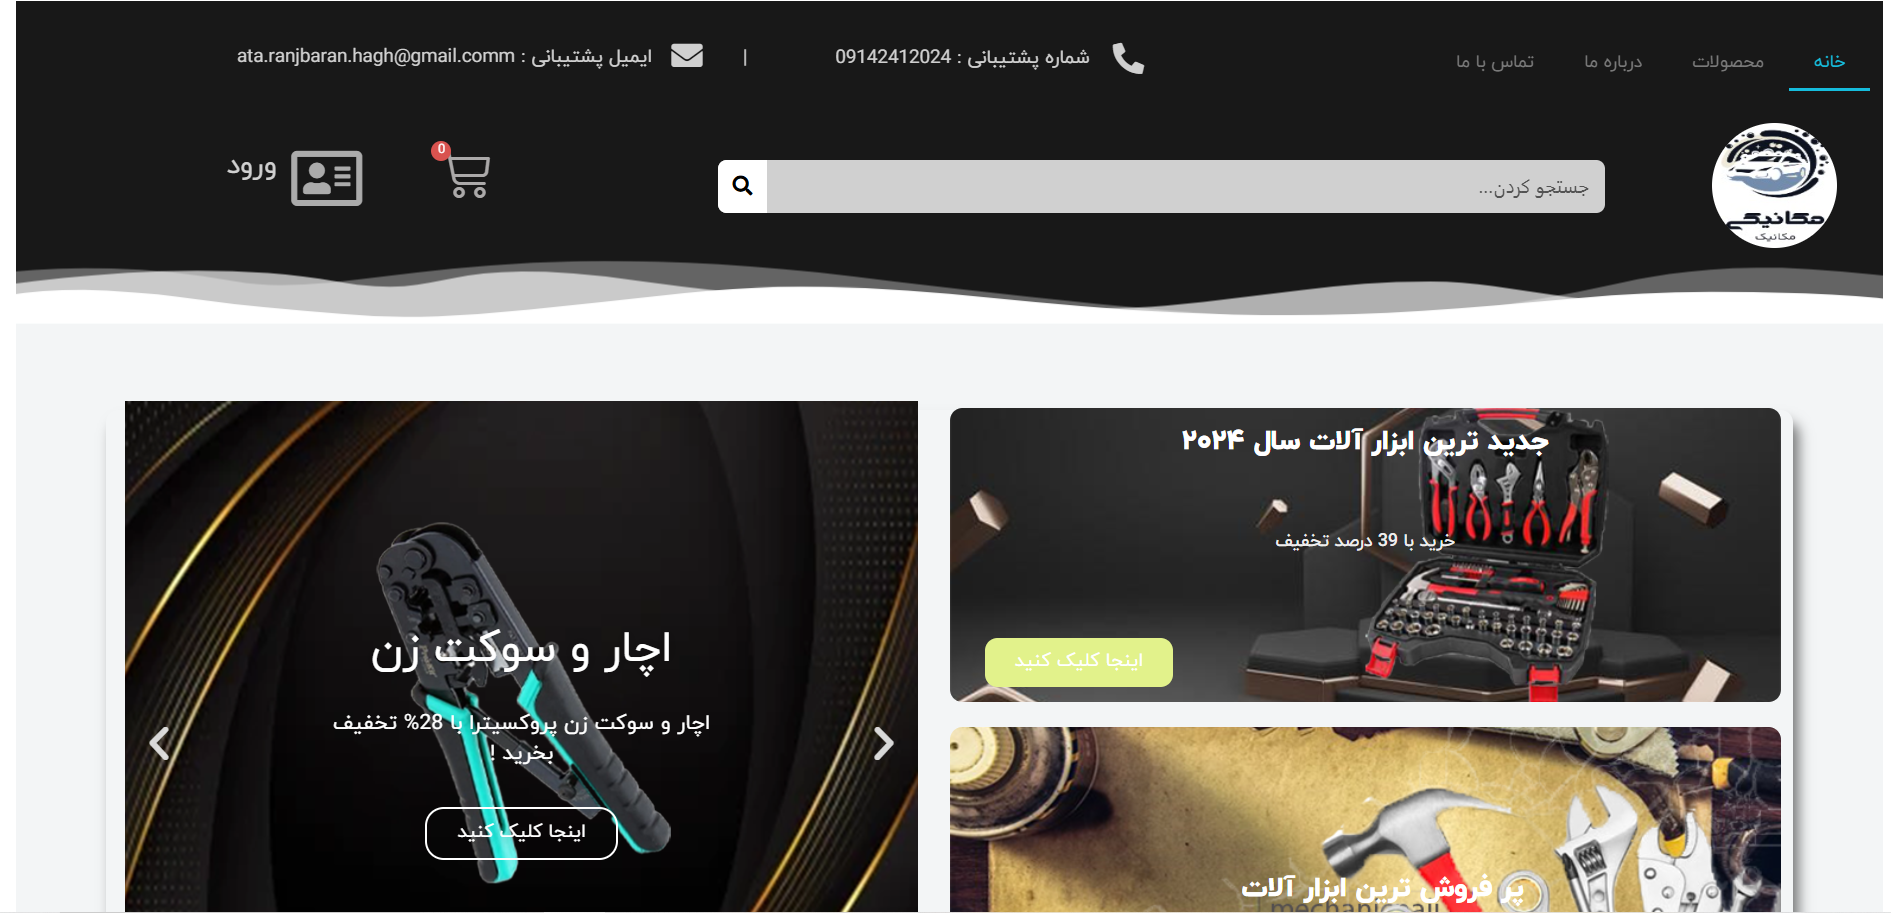 خانه
محصولات
درباره ما
تماس با ما
شماره پشتیبانی : 09142412024
|
ایمیل پشتیبانی : ata.ranjbaran.hagh@gmail.comm
مکانیکی
مکانیک
جستجو کردن...
0
ورود
جدید ترین ابزار آلات سال ۲۰۲۴
خرید با 39 درصد تخفیف
اینجا کلیک کنید
اچار و سوکت زن
اچار و سوکت زن پروکسیترا با 28% تخفیف
بخرید !
اینجا کلیک کنید
پر فروش ترین ابزار آلات